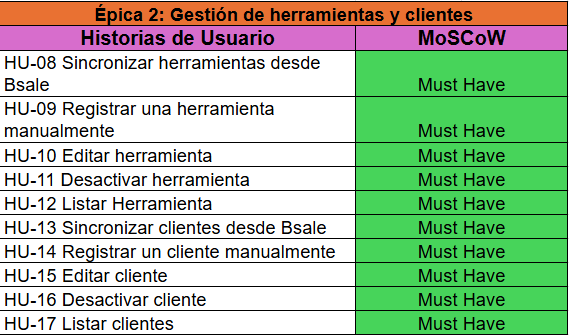 Épica 2: Gestión de herramientas y clientes
Historias de Usuario MoSCoW
HU-08 Sincronizar herramientas desde
Bsale Must Have
HU-09 Registrar una herramienta
manualmente Must Have
HU-10 Editar herramienta Must Have
HU-11 Desactivar herramienta Must Have
HU-12 Listar Herramienta Must Have
HU-13 Sincronizar clientes desde Bsale Must Have
HU-14 Registrar un cliente manualmente Must Have
HU-15 Editar cliente Must Have
HU-16 Desactivar cliente Must Have
HU-17 Listar clientes Must Have